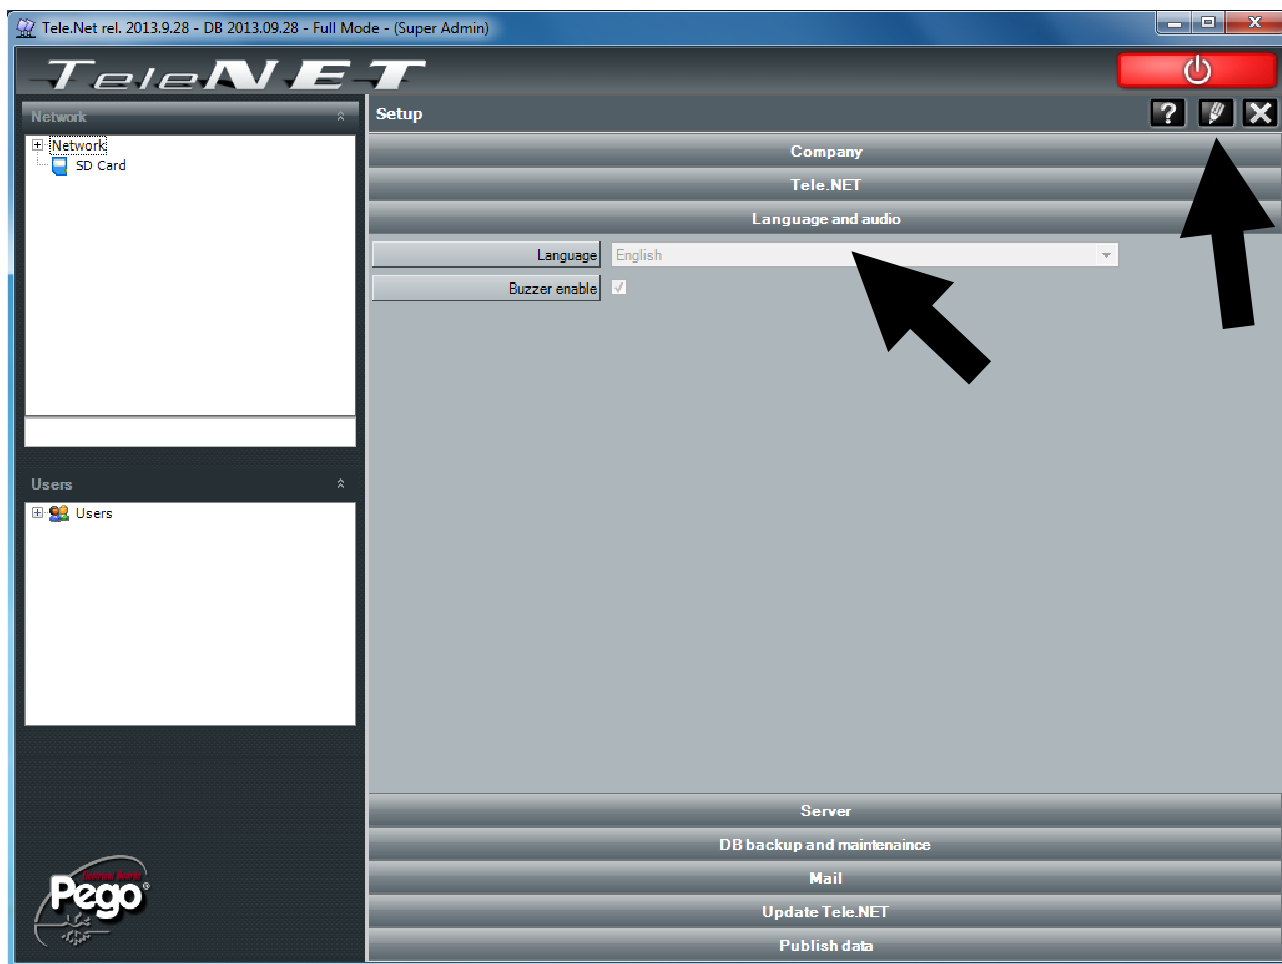 Tele.Net rel. 2013.9.28 - DB 2013.09.28 - Full Mode - (Super Admin)
TeleNET
Network
Setup
?
Network
SD Card
Company
Tele.NET
Language and audio
Language English
Buzzer enable
Users
Users
Server
DB backup and maintenaince
Mail
Update Tele.NET
Publish data
Pego®